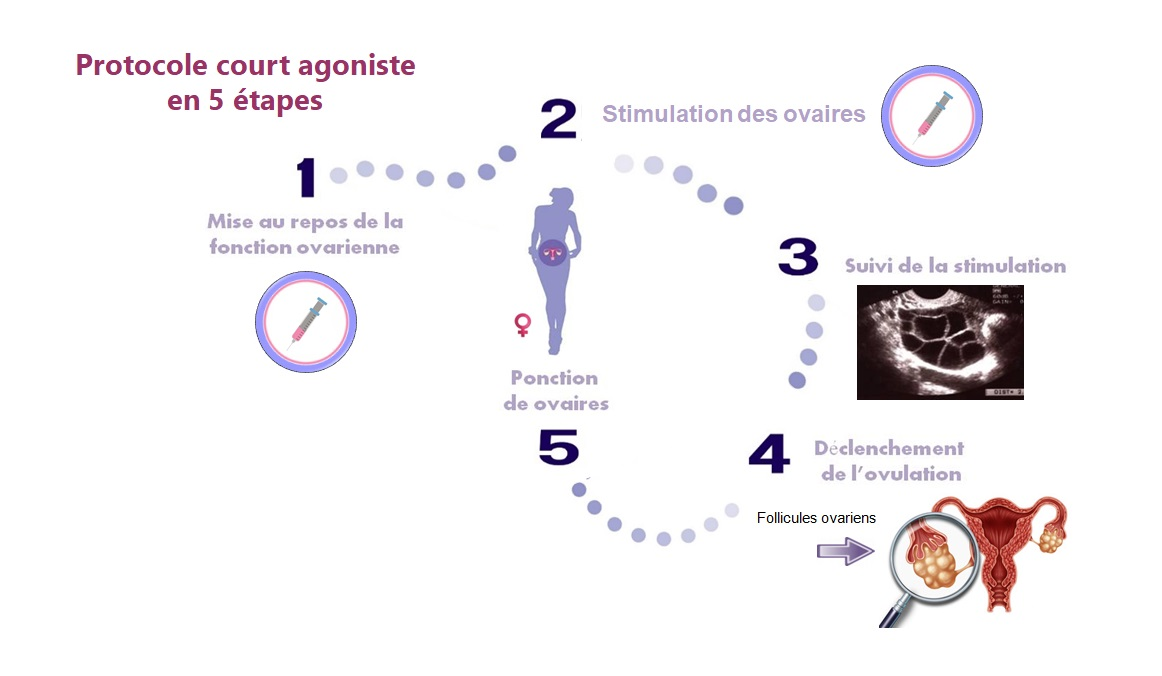 Protocole court agoniste
en 5 étapes
1
Mise au repos de la
fonction ovarienne
2
Stimulation des ovaires
3
Suivi de la stimulation
4
Déclenchement
de l'ovulation
Follicules ovariens
Ponction
de ovaires
5